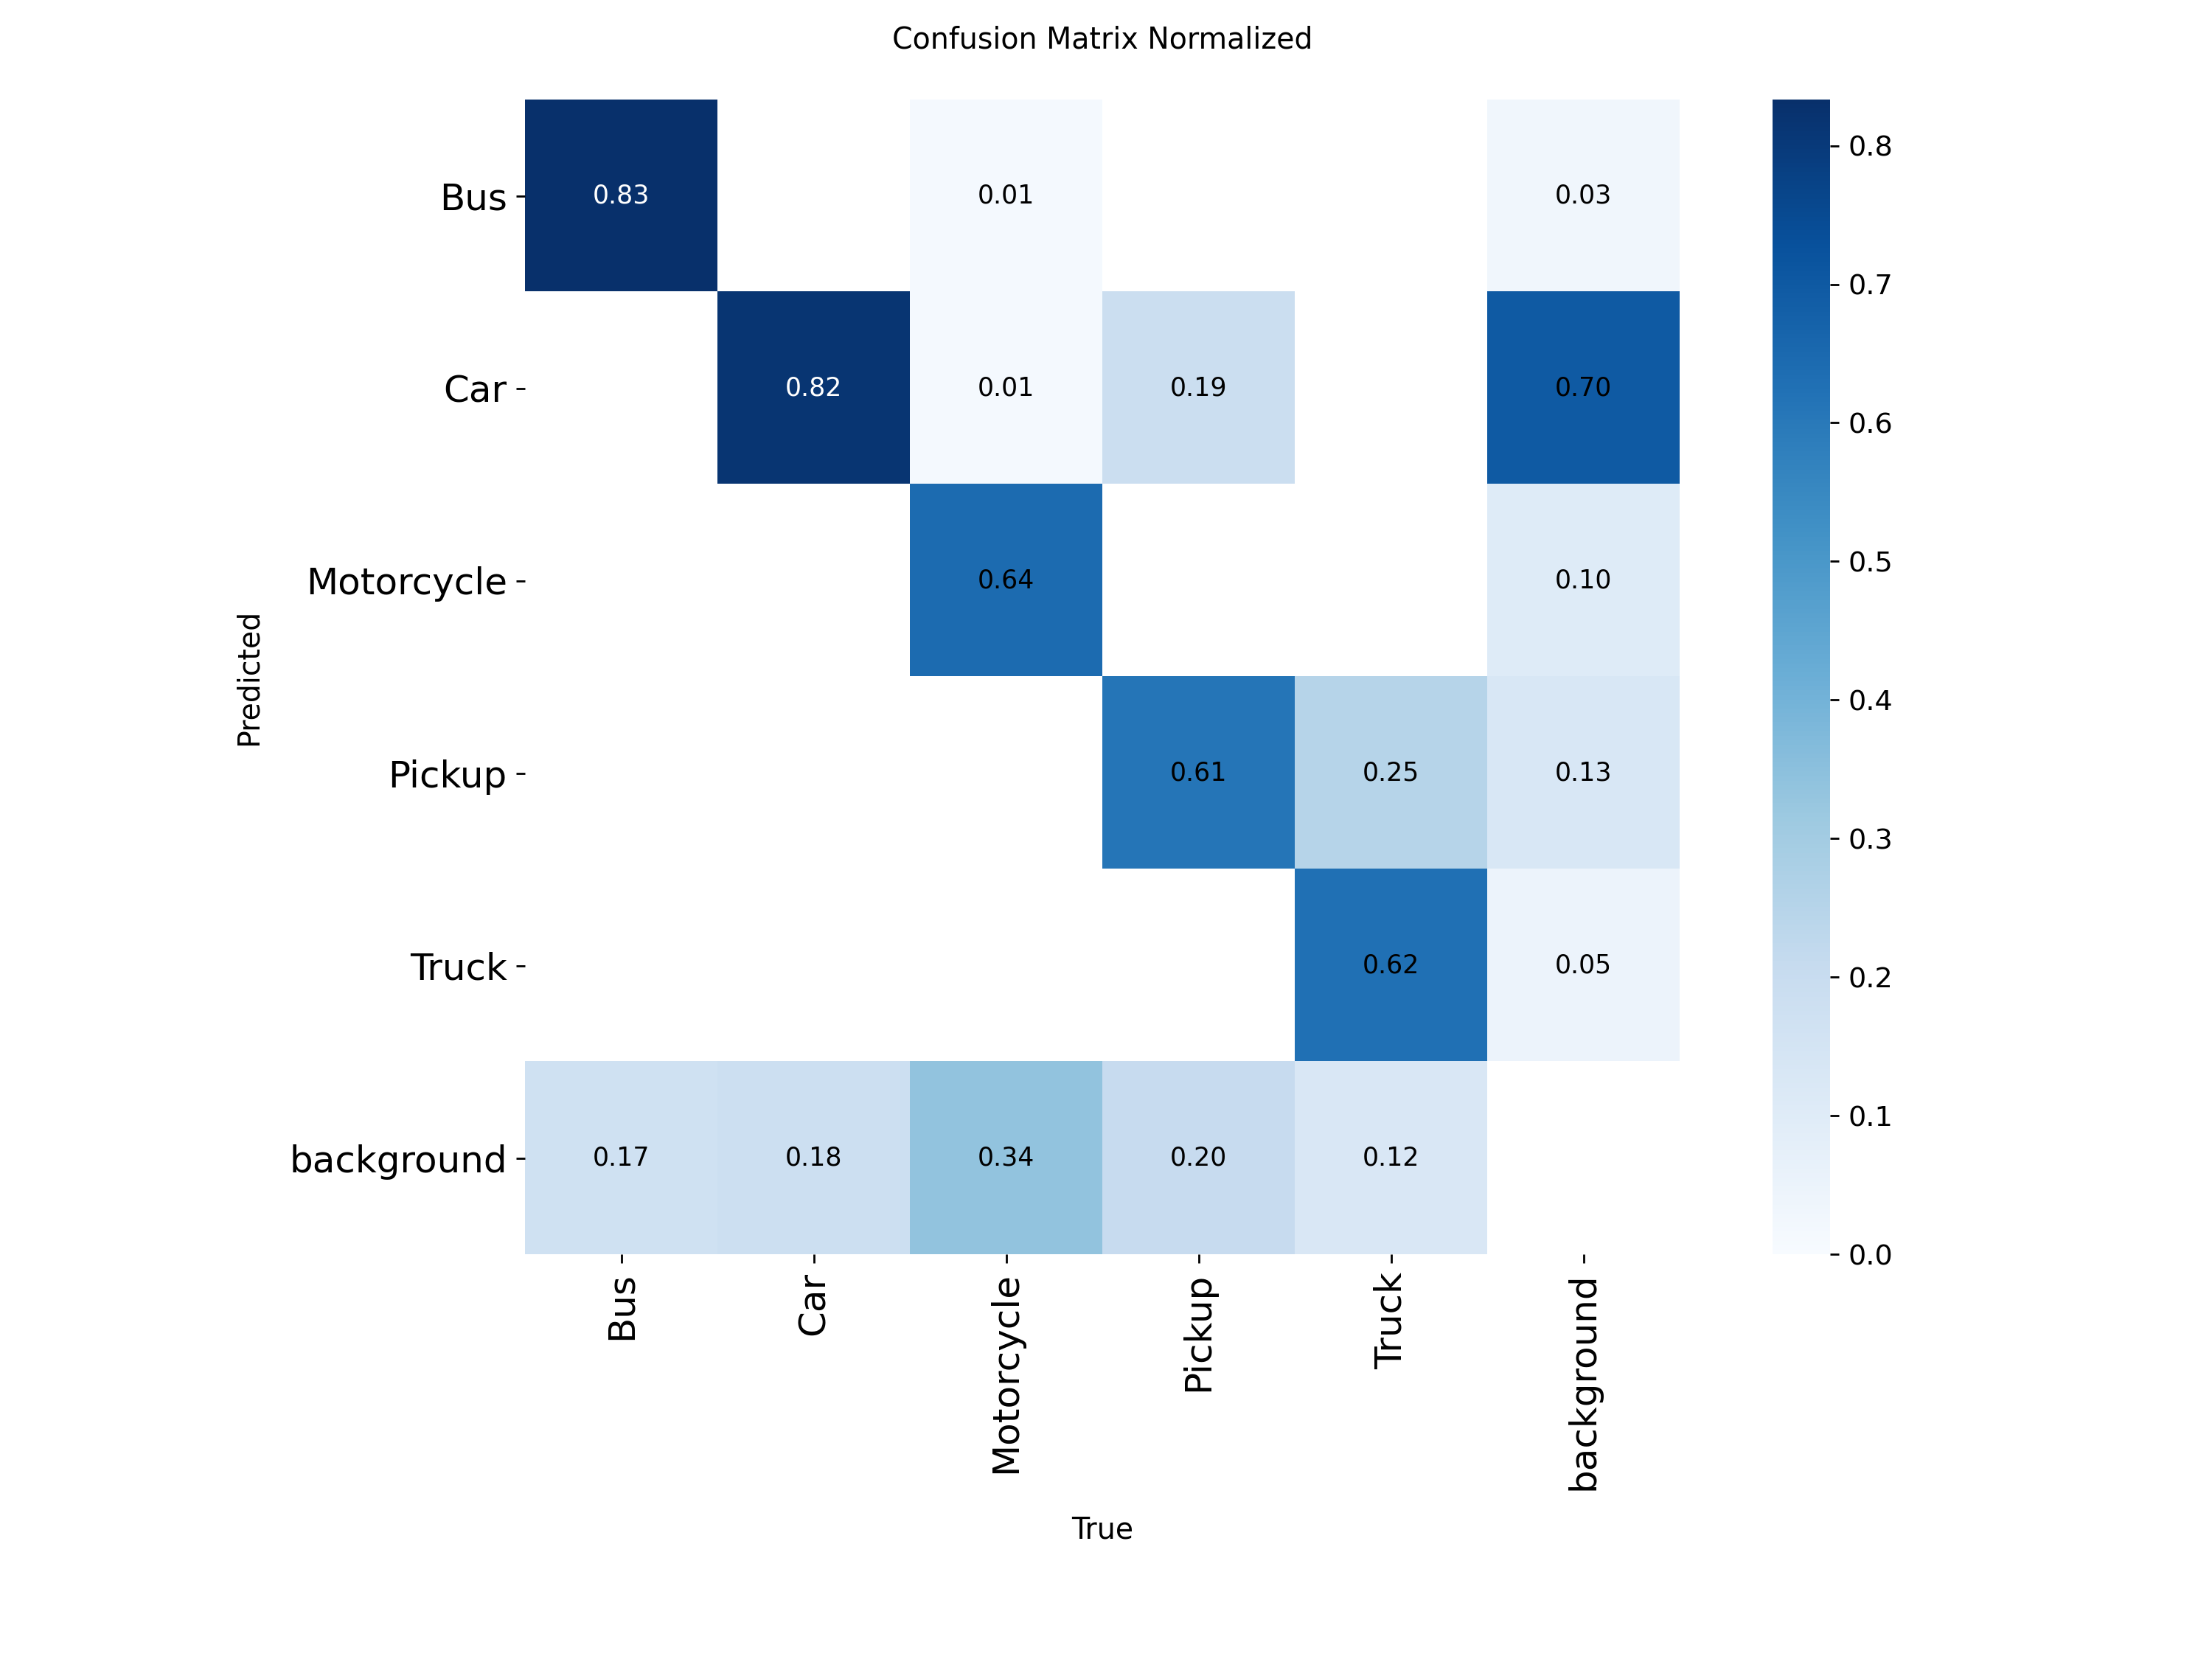 Confusion Matrix Normalized
Bus 0.83 0.01 0.03
Car 0.82 0.01 0.19 0.70
Motorcycle 0.64 0.10
Pickup 0.61 0.25 0.13
Truck 0.62 0.05
background 0.17 0.18 0.34 0.20 0.12
Predicted
Bus Car Motorcycle Pickup Truck background
True
0.8
0.7
0.6
0.5
0.4
0.3
0.2
0.1
0.0